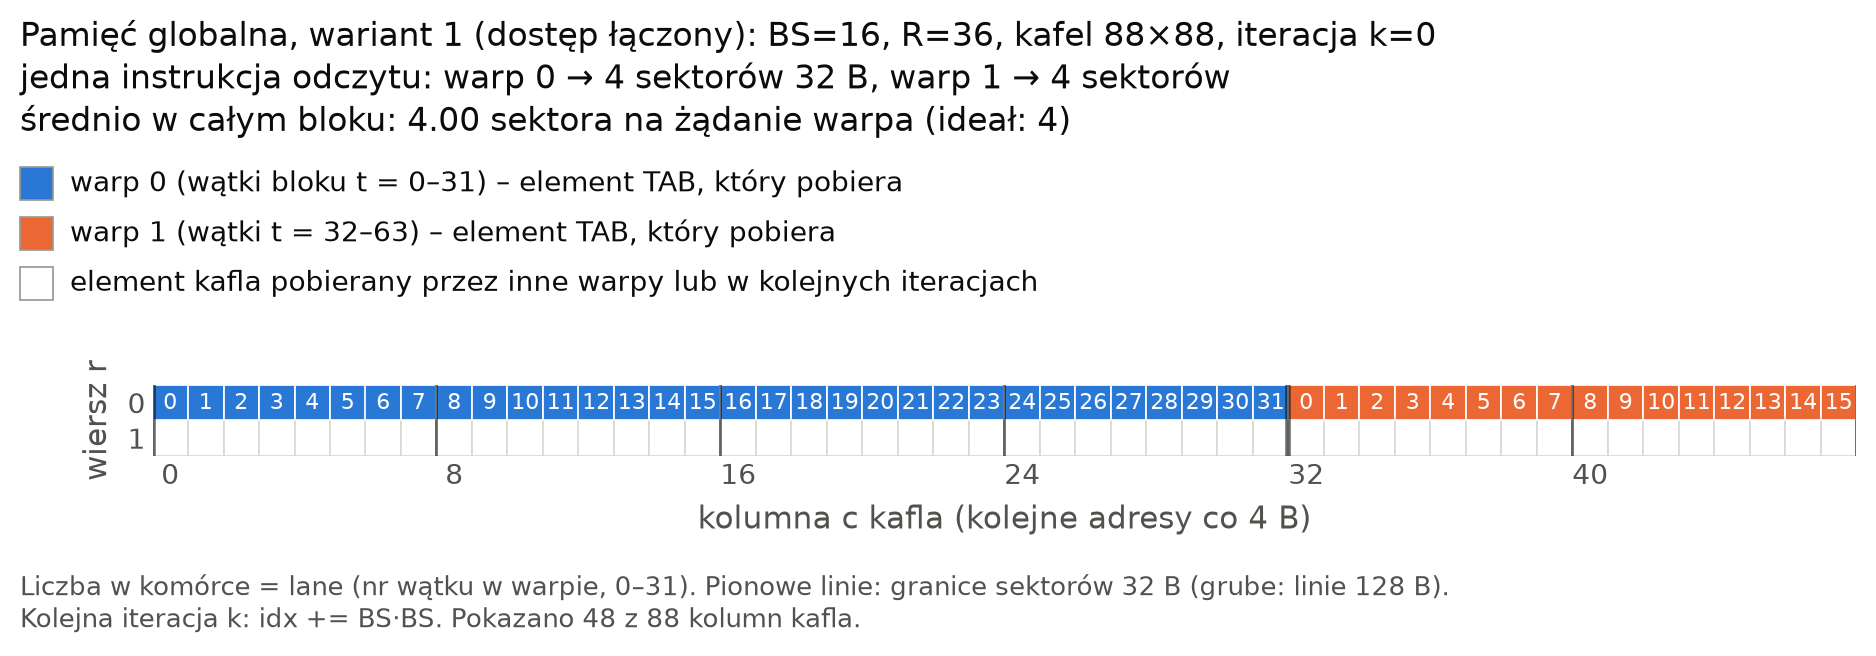 Pamięć globalna, wariant 1 (dostęp łączony): BS=16, R=36, kafel 88×88, iteracja k=0
jedna instrukcja odczytu: warp 0 → 4 sektorów 32 B, warp 1 → 4 sektorów
średnio w całym bloku: 4.00 sektora na żądanie warpa (ideał: 4)
warp 0 (wątki bloku t = 0–31) – element TAB, który pobiera
warp 1 (wątki t = 32–63) – element TAB, który pobiera
element kafla pobierany przez inne warpy lub w kolejnych iteracjach
wiersz r
0 0 1 2 3 4 5 6 7 8 9 10 11 12 13 14 15 16 17 18 19 20 21 22 23 24 25 26 27 28 29 30 31 0 1 2 3 4 5 6 7 8 9 10 11 12 13 14 15
1
0 8 16 24 32 40
kolumna c kafla (kolejne adresy co 4 B)
Liczba w komórce = lane (nr wątku w warpie, 0–31). Pionowe linie: granice sektorów 32 B (grube: linie 128 B).
Kolejna iteracja k: idx += BS·BS. Pokazano 48 z 88 kolumn kafla.